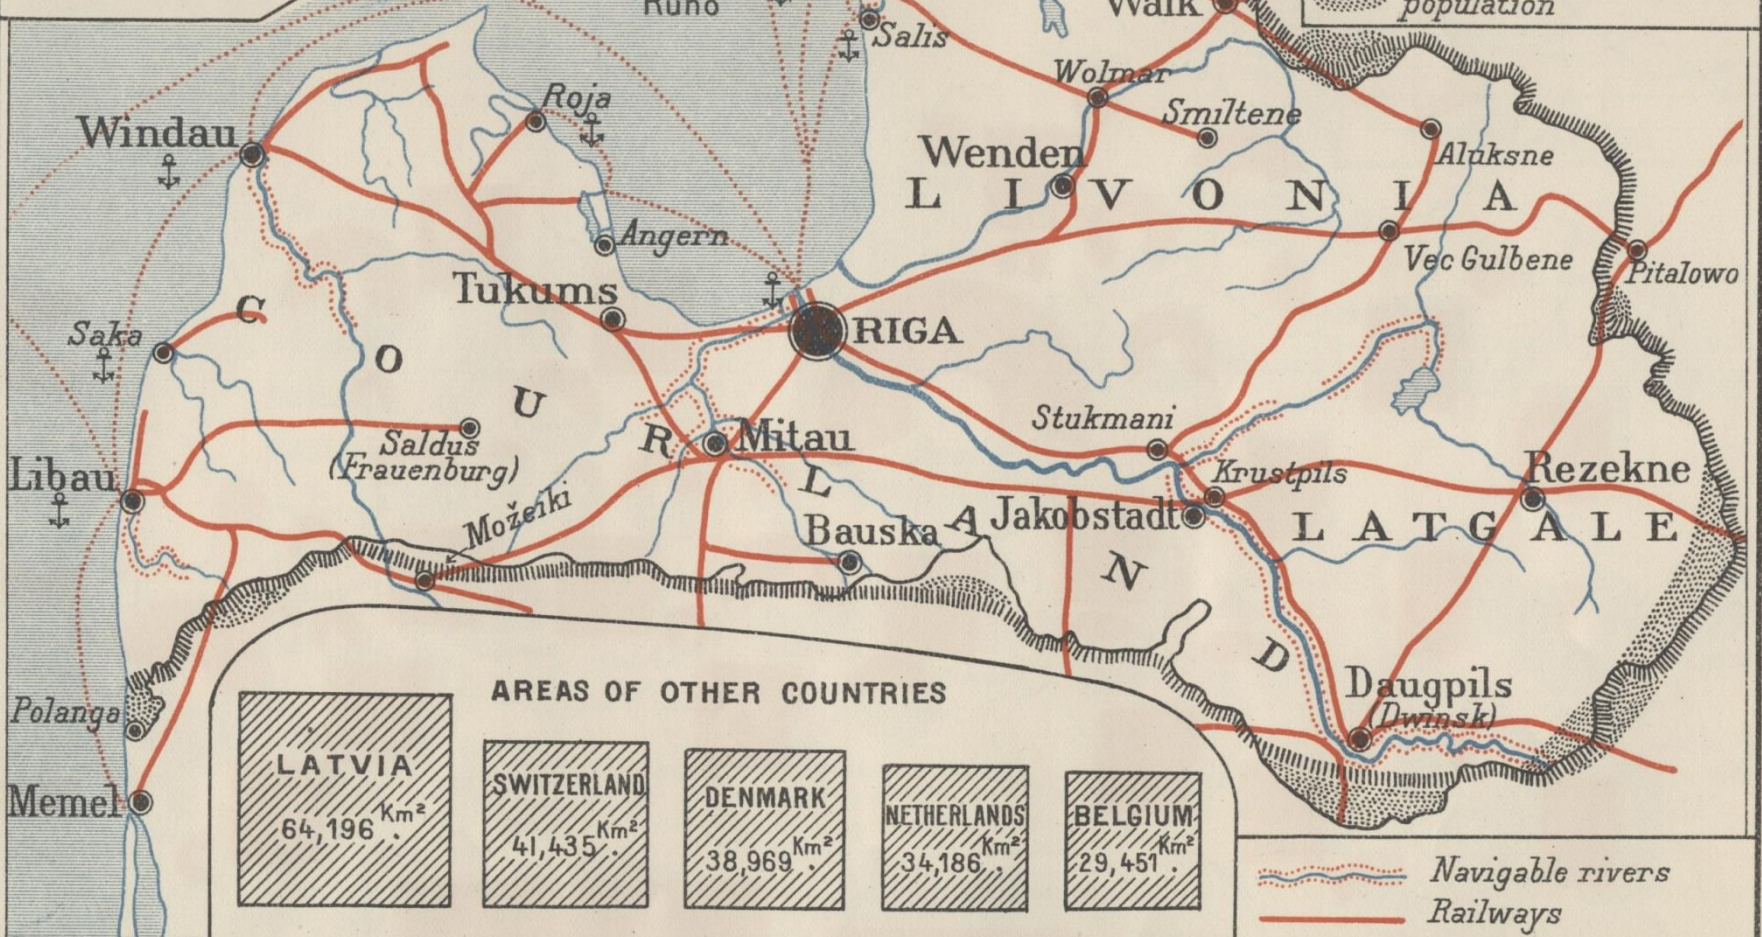 Runo
Walk
population
Salis
Wolmar
Roja
Smiltene
Windau
Wenden
Aluksne
LIVONIA
Angern
Vec Gulbene
Pitalowo
Tukums
Saka
RIGA
COURLAND
Stukmani
Mitau
Saldus
(Frauenburg)
Libau
Krustpils
Rezekne
Možeiki
Bauska
Jakobstadt
LATGALE
Daugpils
(Dwinsk)
Polanga
Memel
AREAS OF OTHER COUNTRIES
LATVIA
64,196 Km².
SWITZERLAND
41,435 Km².
DENMARK
38,969 Km².
NETHERLANDS
34,186 Km².
BELGIUM
29,451 Km².
Navigable rivers
Railways